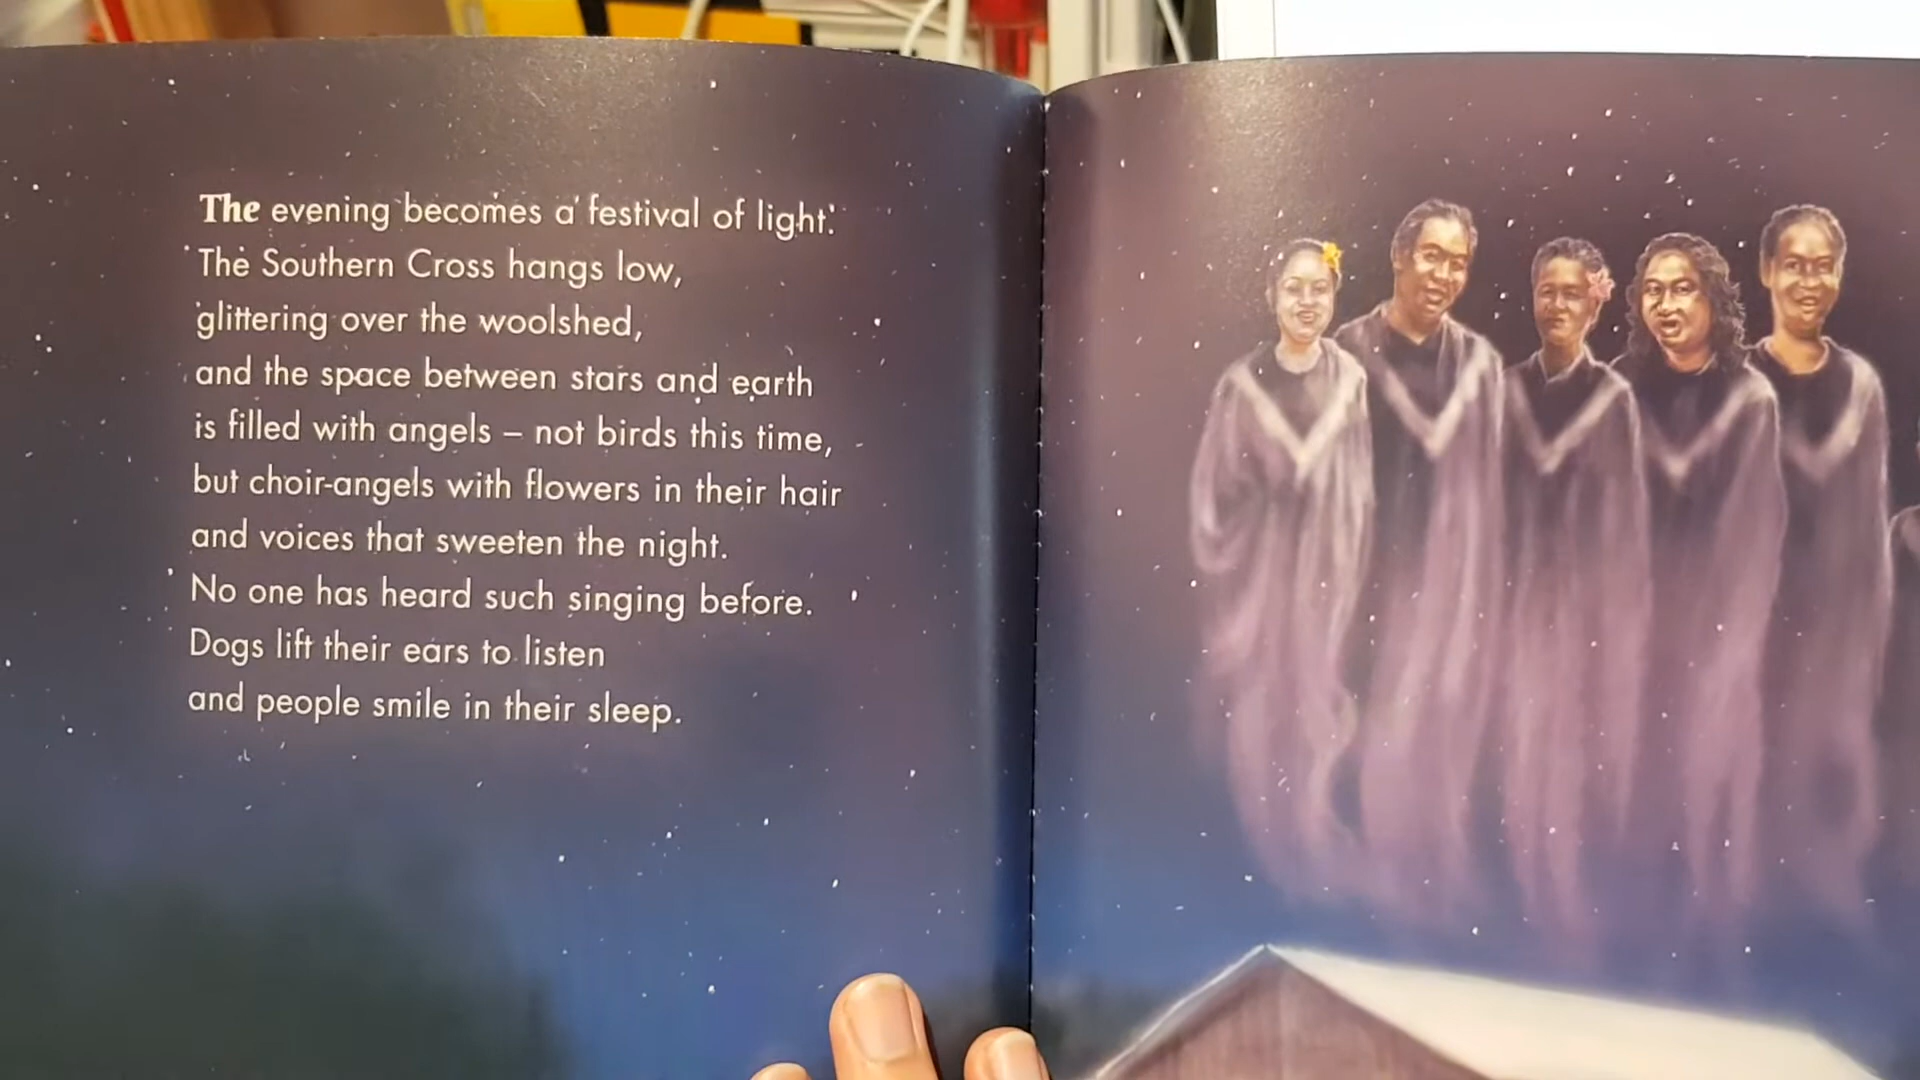 The evening becomes a festival of light.
The Southern Cross hangs low,
glittering over the woolshed,
and the space between stars and earth
is filled with angels – not birds this time,
but choir-angels with flowers in their hair
and voices that sweeten the night.
No one has heard such singing before.
Dogs lift their ears to listen
and people smile in their sleep.